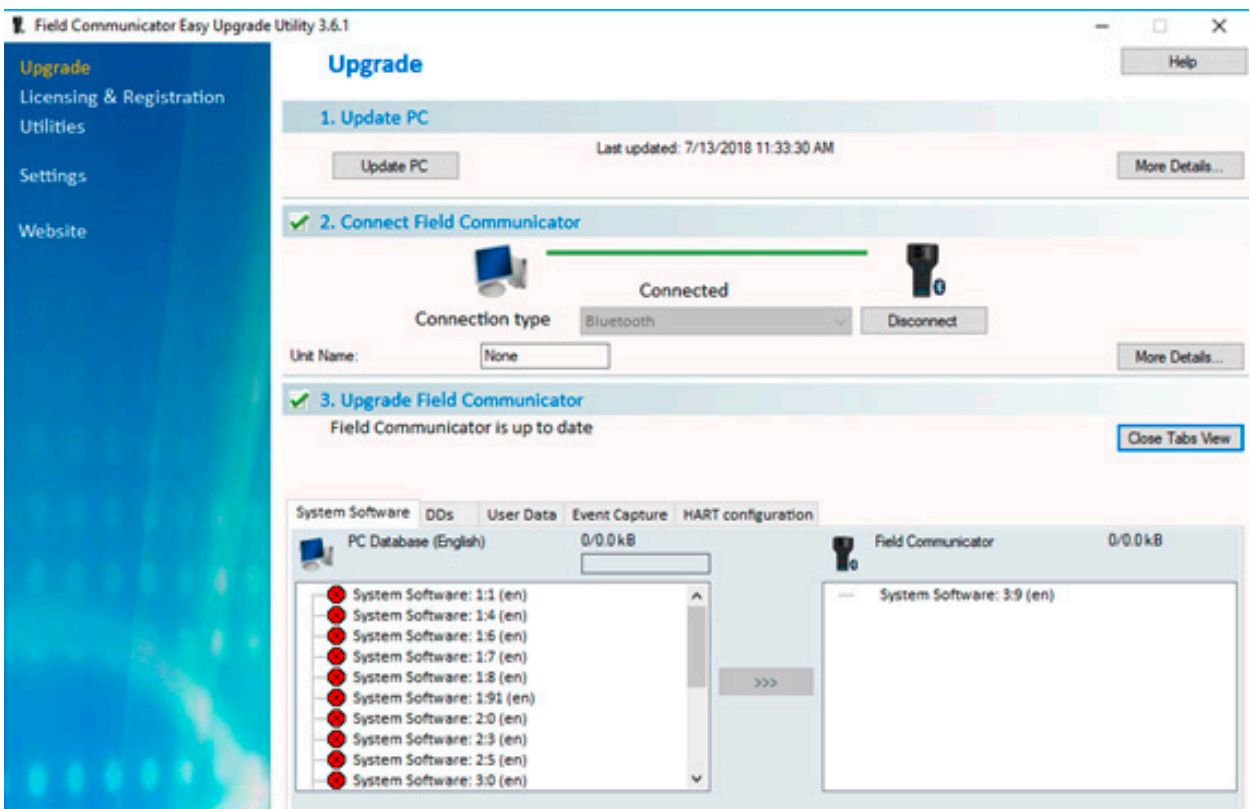 Field Communicator Easy Upgrade Utility 3.6.1
Upgrade
Licensing & Registration
Utilities
Settings
Website
Upgrade
Help
1. Update PC
Last updated: 7/13/2018 11:33:30 AM
Update PC
More Details...
2. Connect Field Communicator
Connected
Connection type
Bluetooth
Disconnect
Unit Name:
None
More Details...
3. Upgrade Field Communicator
Field Communicator is up to date
Close Tabs View
System Software DDs User Data Event Capture HART configuration
PC Database (English) 0/0.0 kB
Field Communicator 0/0.0 kB
System Software: 1:1 (en)
System Software: 1:4 (en)
System Software: 1:6 (en)
System Software: 1:7 (en)
System Software: 1:8 (en)
System Software: 1:91 (en)
System Software: 2:0 (en)
System Software: 2:3 (en)
System Software: 2:5 (en)
System Software: 3:0 (en)
>>>
System Software: 3:9 (en)